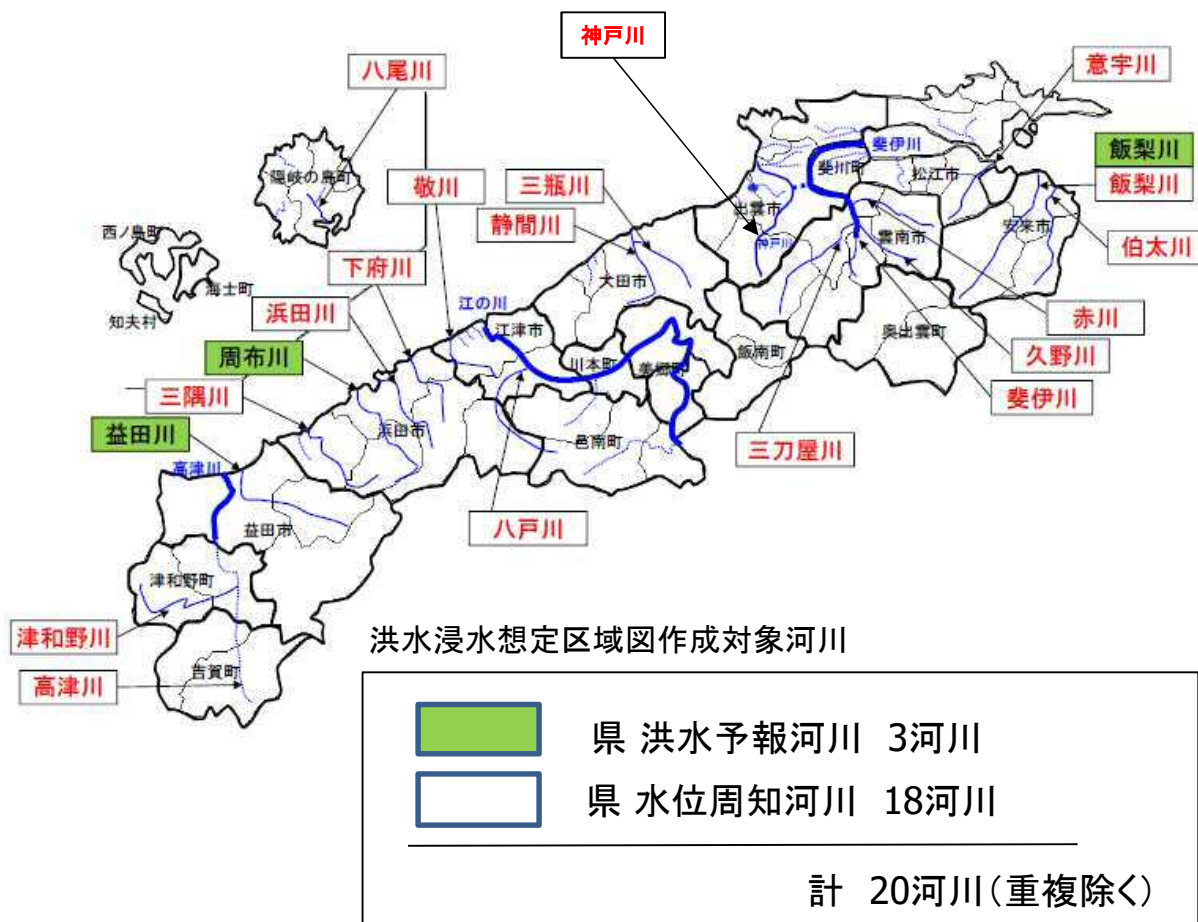 神戸川
八尾川
意宇川
斐伊川
飯梨川
隠岐の島町
敬川
三瓶川
斐川町
松江市
飯梨川
静間川
出雲市
安来市
西ノ島町
神戸川
雲南市
伯太川
下府川
大田市
海士町
知夫村
浜田川
江の川
江津市
赤川
奥出雲町
周布川
川本町
美郷町
飯南町
久野川
三隅川
斐伊川
益田川
浜田市
邑南町
三刀屋川
高津川
益田市
八戸川
津和野町
津和野川
洪水浸水想定区域図作成対象河川
吉賀町
高津川
県 洪水予報河川 3河川
県 水位周知河川 18河川
計 20河川(重複除く)